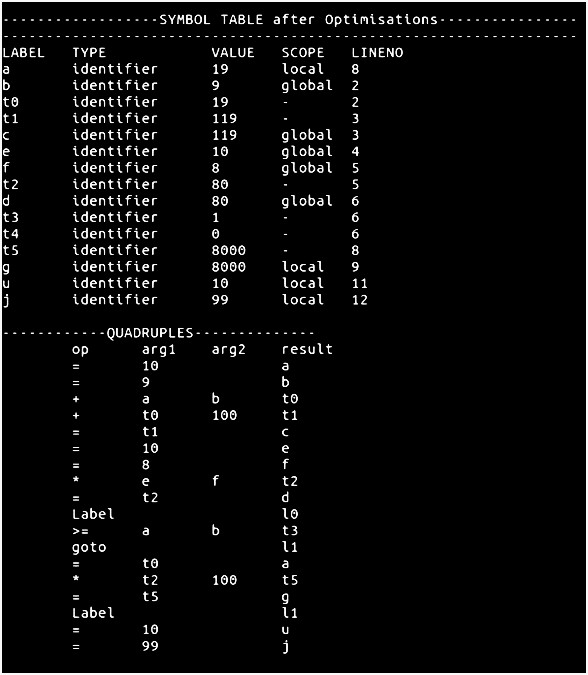 ------------------SYMBOL TABLE after Optimisations----------------
------------------------------------------------------------------
LABEL   TYPE            VALUE   SCOPE   LINENO
a       identifier      19      local   8
b       identifier      9       global  2
t0      identifier      19      -       2
t1      identifier      119     -       3
c       identifier      119     global  3
e       identifier      10      global  4
f       identifier      8       global  5
t2      identifier      80      -       5
d       identifier      80      global  6
t3      identifier      1       -       6
t4      identifier      0       -       6
t5      identifier      8000    -       8
g       identifier      8000    local   9
u       identifier      10      local   11
j       identifier      99      local   12
------------QUADRUPLES--------------
        op      arg1    arg2    result
        =       10              a
        =       9               b
        +       a       b       t0
        +       t0      100     t1
        =       t1              c
        =       10              e
        =       8               f
        *       e       f       t2
        =       t2              d
        Label                   l0
        >=      a       b       t3
        goto                    l1
        =       t0              a
        *       t2      100     t5
        =       t5              g
        Label                   l1
        =       10              u
        =       99              j